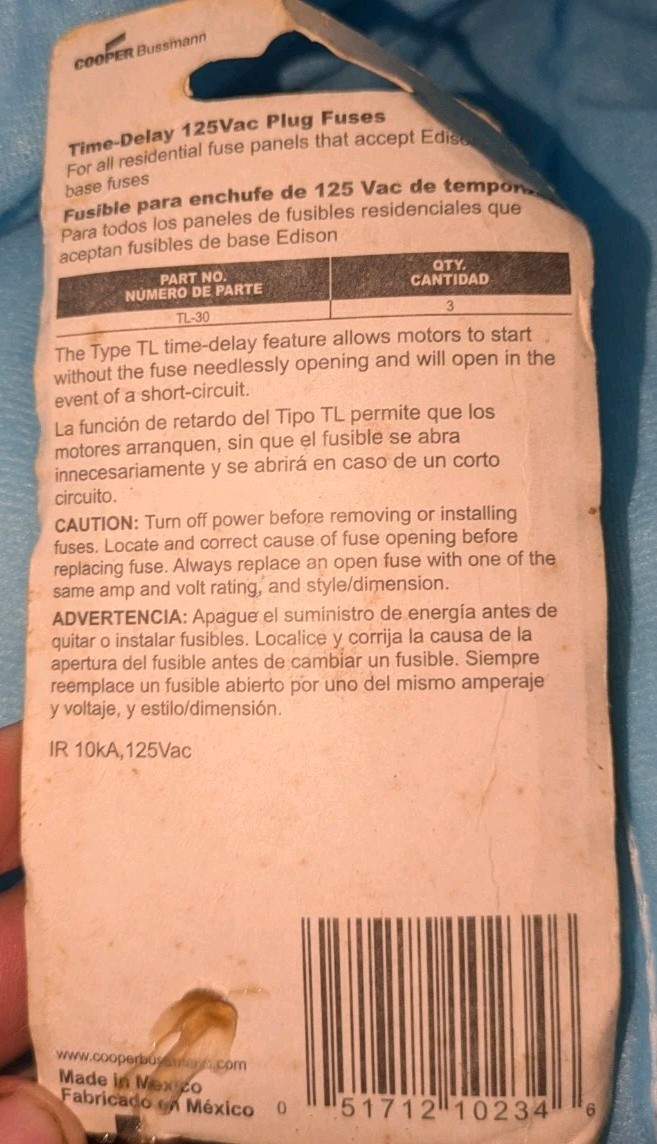 COOPER Bussmann
Time-Delay 125Vac Plug Fuses
For all residential fuse panels that accept
base fuses
Fusible para enchufe de 125 Vac de
Para todos los paneles de fusibles residenciales que
aceptan fusibles de base Edison
PART NO.
NÚMERO DE PARTE
QTY.
CANTIDAD
TL-30
3
The Type TL time-delay feature allows motors to start
without the fuse needlessly opening and will open in the
event of a short-circuit.
La función de retardo del Tipo TL permite que los
motores arranquen, sin que el fusible se abra
innecesariamente y se abrirá en caso de un corto
circuito.
CAUTION: Turn off power before removing or installing
fuses. Locate and correct cause of fuse opening before
replacing fuse. Always replace an open fuse with one of the
same amp and volt rating, and style/dimension.
ADVERTENCIA: Apague el suministro de energía antes de
quitar o instalar fusibles. Localice y corrija la causa de la
apertura del fusible antes de cambiar un fusible. Siempre
reemplace un fusible abierto por uno del mismo amperaje
y voltaje, y estilo/dimensión.
IR 10kA,125Vac
www.cooperbussmann.com
Made in Mexico
Fabricado en México
0 51712 10234 6